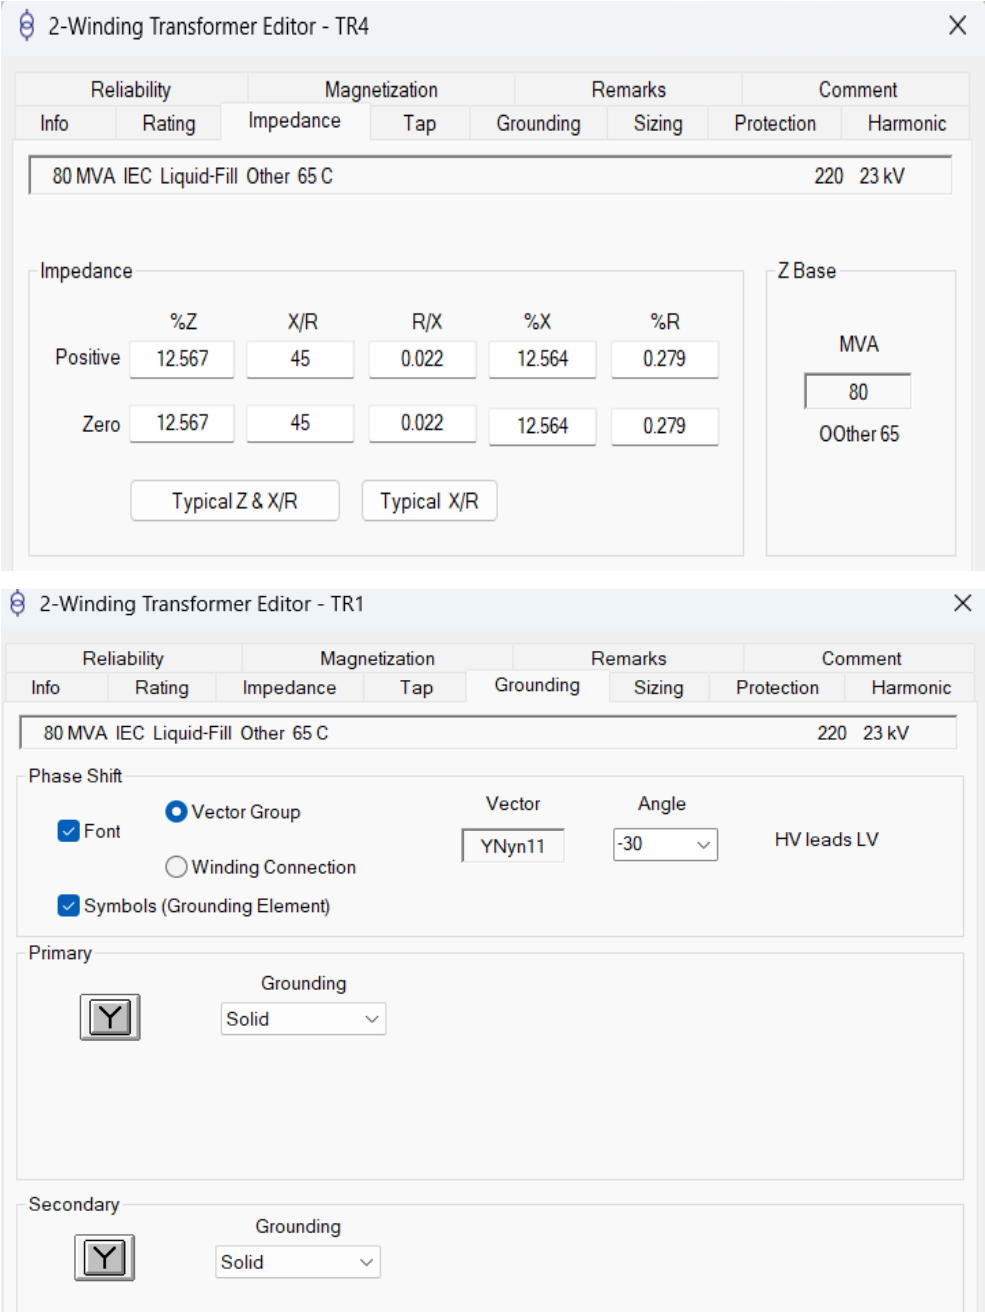 2-Winding Transformer Editor - TR4
Reliability Magnetization Remarks Comment
Info Rating Impedance Tap Grounding Sizing Protection Harmonic
80 MVA IEC Liquid-Fill Other 65 C 220 23 kV
Impedance Z Base
%Z X/R R/X %X %R
MVA
Positive 12.567 45 0.022 12.564 0.279
80
Zero 12.567 45 0.022 12.564 0.279
OOther 65
Typical Z & X/R Typical X/R
2-Winding Transformer Editor - TR1
Reliability Magnetization Remarks Comment
Info Rating Impedance Tap Grounding Sizing Protection Harmonic
80 MVA IEC Liquid-Fill Other 65 C 220 23 kV
Phase Shift
Vector Group Vector Angle
Font YNyn11 -30 HV leads LV
Winding Connection
Symbols (Grounding Element)
Primary
Grounding
Y Solid
Secondary
Grounding
Y Solid